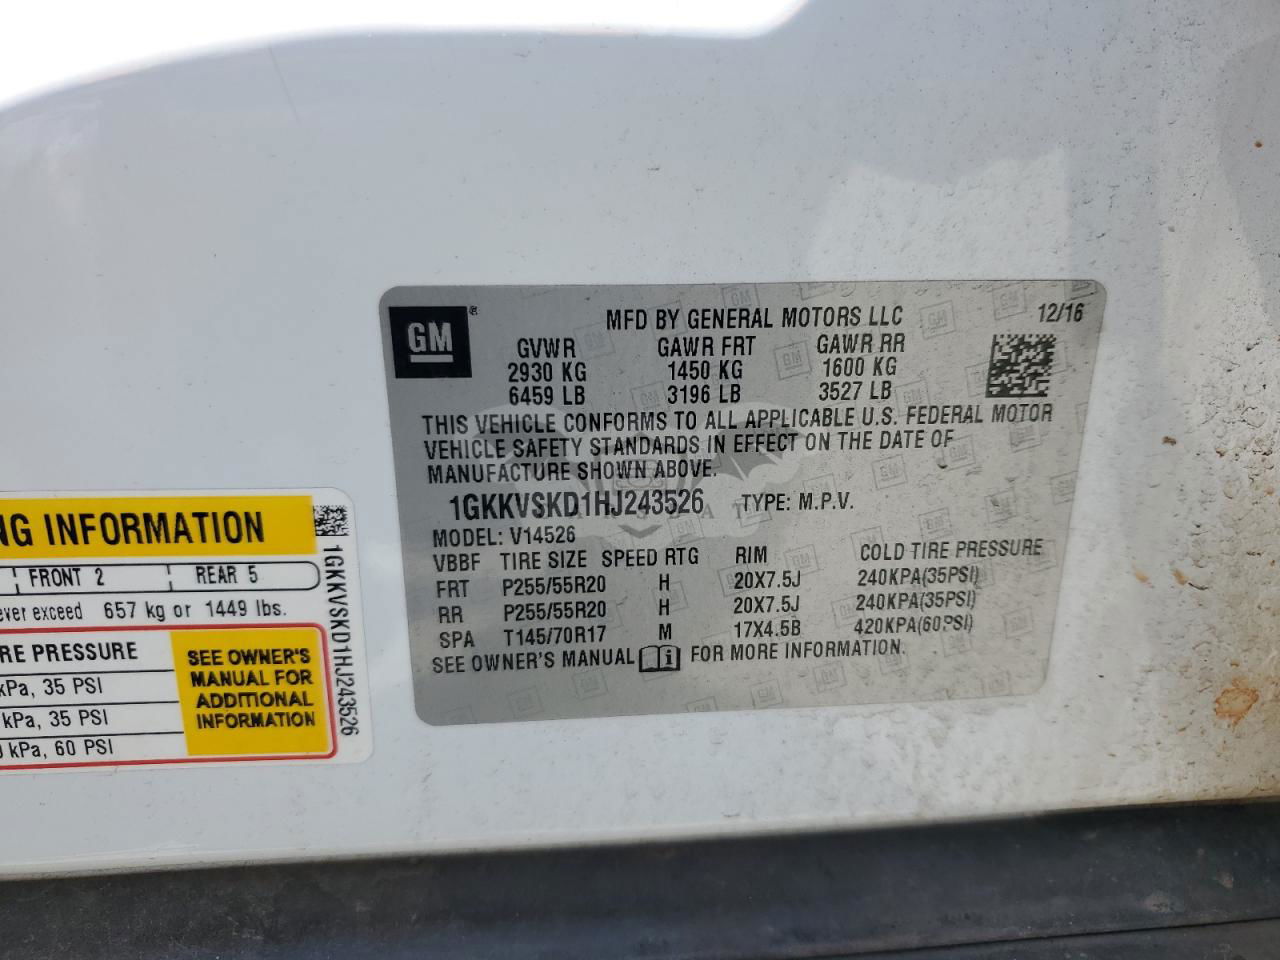 GM®
MFD BY GENERAL MOTORS LLC 12/16
GVWR GAWR FRT GAWR RR
2930 KG 1450 KG 1600 KG
6459 LB 3196 LB 3527 LB
THIS VEHICLE CONFORMS TO ALL APPLICABLE U.S. FEDERAL MOTOR
VEHICLE SAFETY STANDARDS IN EFFECT ON THE DATE OF
MANUFACTURE SHOWN ABOVE.
1GKKVSKD1HJ243526 TYPE: M.P.V.
MODEL: V14526
VBBF TIRE SIZE SPEED RTG RIM COLD TIRE PRESSURE
FRT P255/55R20 H 20X7.5J 240KPA(35PSI)
RR P255/55R20 H 20X7.5J 240KPA(35PSI)
SPA T145/70R17 M 17X4.5B 420KPA(60PSI)
SEE OWNER'S MANUAL FOR MORE INFORMATION.
NG INFORMATION
FRONT 2 REAR 5
ever exceed 657 kg or 1449 lbs.
RE PRESSURE
kPa, 35 PSI
kPa, 35 PSI
kPa, 60 PSI
SEE OWNER'S
MANUAL FOR
ADDITIONAL
INFORMATION
1GKKVSKD1HJ243526